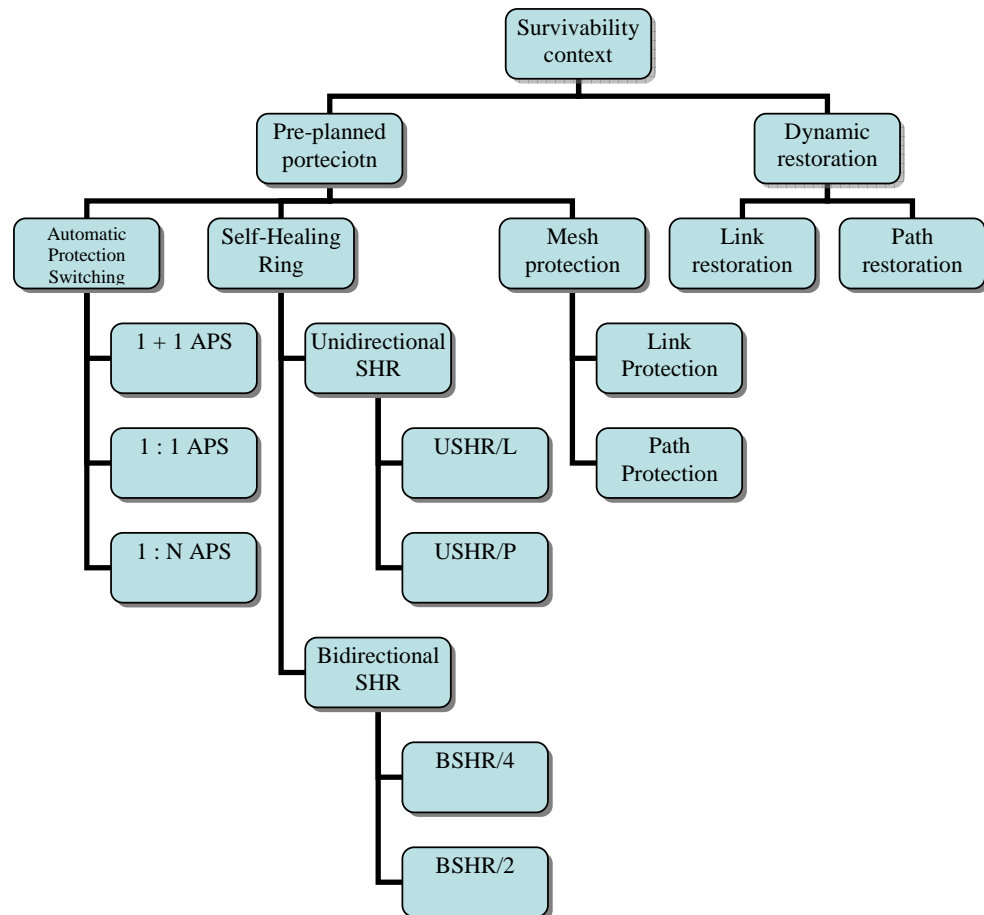 Survivability
context
Pre-planned
porteciotn
Dynamic
restoration
Automatic
Protection
Switching
Self-Healing
Ring
Mesh
protection
Link
restoration
Path
restoration
1 + 1 APS
Unidirectional
SHR
Link
Protection
1 : 1 APS
USHR/L
Path
Protection
1 : N APS
USHR/P
Bidirectional
SHR
BSHR/4
BSHR/2